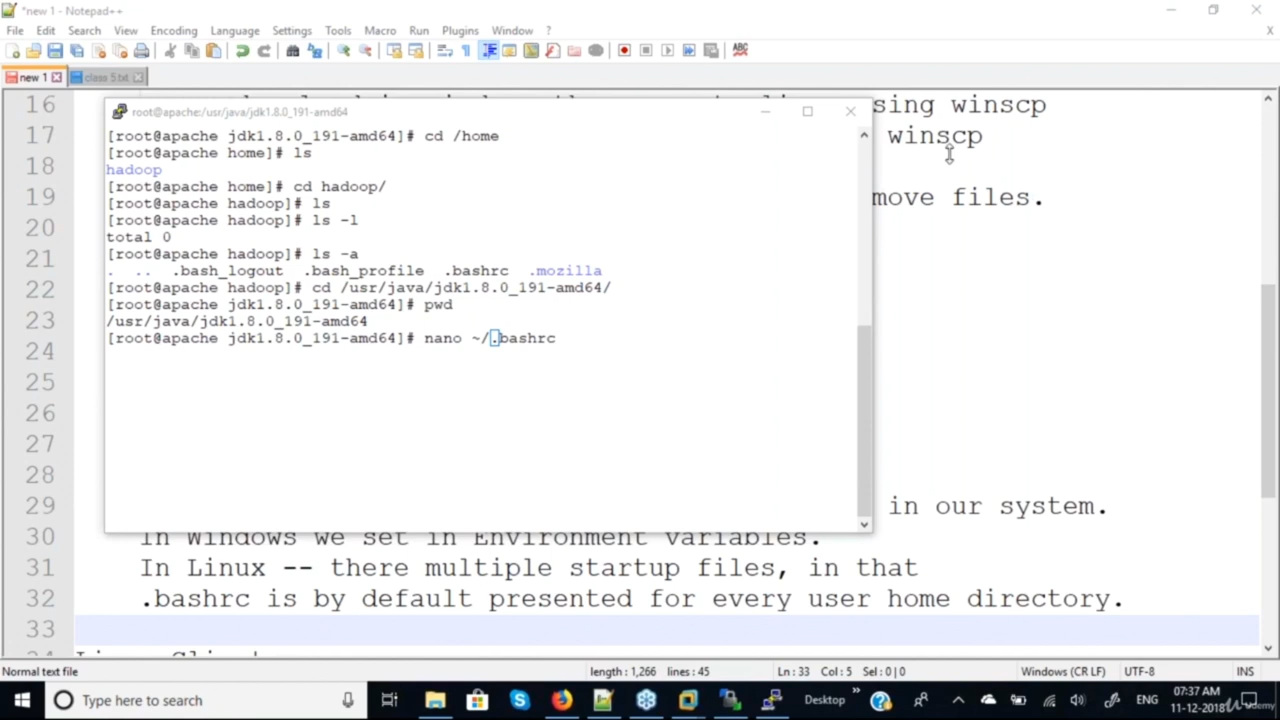 *new 1 - Notepad++
File Edit Search View Encoding Language Settings Tools Macro Run Plugins Window ?
new 1 class 5.txt
16 using winscp
17 winscp
18
19 move files.
20
21
22
23
24
25
26
27
28
29 in our system.
30 In Windows we set in Environment variables.
31 In Linux -- there multiple startup files, in that
32 .bashrc is by default presented for every user home directory.
33
root@apache:/usr/java/jdk1.8.0_191-amd64
[root@apache jdk1.8.0_191-amd64]# cd /home
[root@apache home]# ls
hadoop
[root@apache home]# cd hadoop/
[root@apache hadoop]# ls
[root@apache hadoop]# ls -l
total 0
[root@apache hadoop]# ls -a
. .. .bash_logout .bash_profile .bashrc .mozilla
[root@apache hadoop]# cd /usr/java/jdk1.8.0_191-amd64/
[root@apache jdk1.8.0_191-amd64]# pwd
/usr/java/jdk1.8.0_191-amd64
[root@apache jdk1.8.0_191-amd64]# nano ~/.bashrc
Normal text file length : 1,266 lines : 45 Ln : 33 Col : 5 Sel : 0 | 0 Windows (CR LF) UTF-8 INS
Type here to search Desktop ENG 07:37 AM
11-12-2018
Udemy